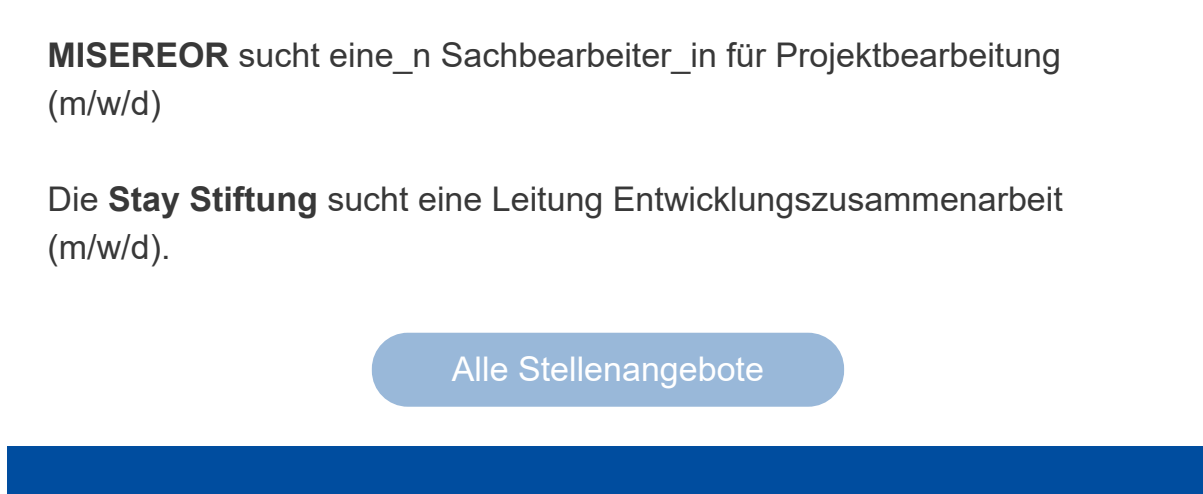 MISEREOR sucht eine_n Sachbearbeiter_in für Projektbearbeitung
(m/w/d)
Die Stay Stiftung sucht eine Leitung Entwicklungszusammenarbeit
(m/w/d).
Alle Stellenangebote